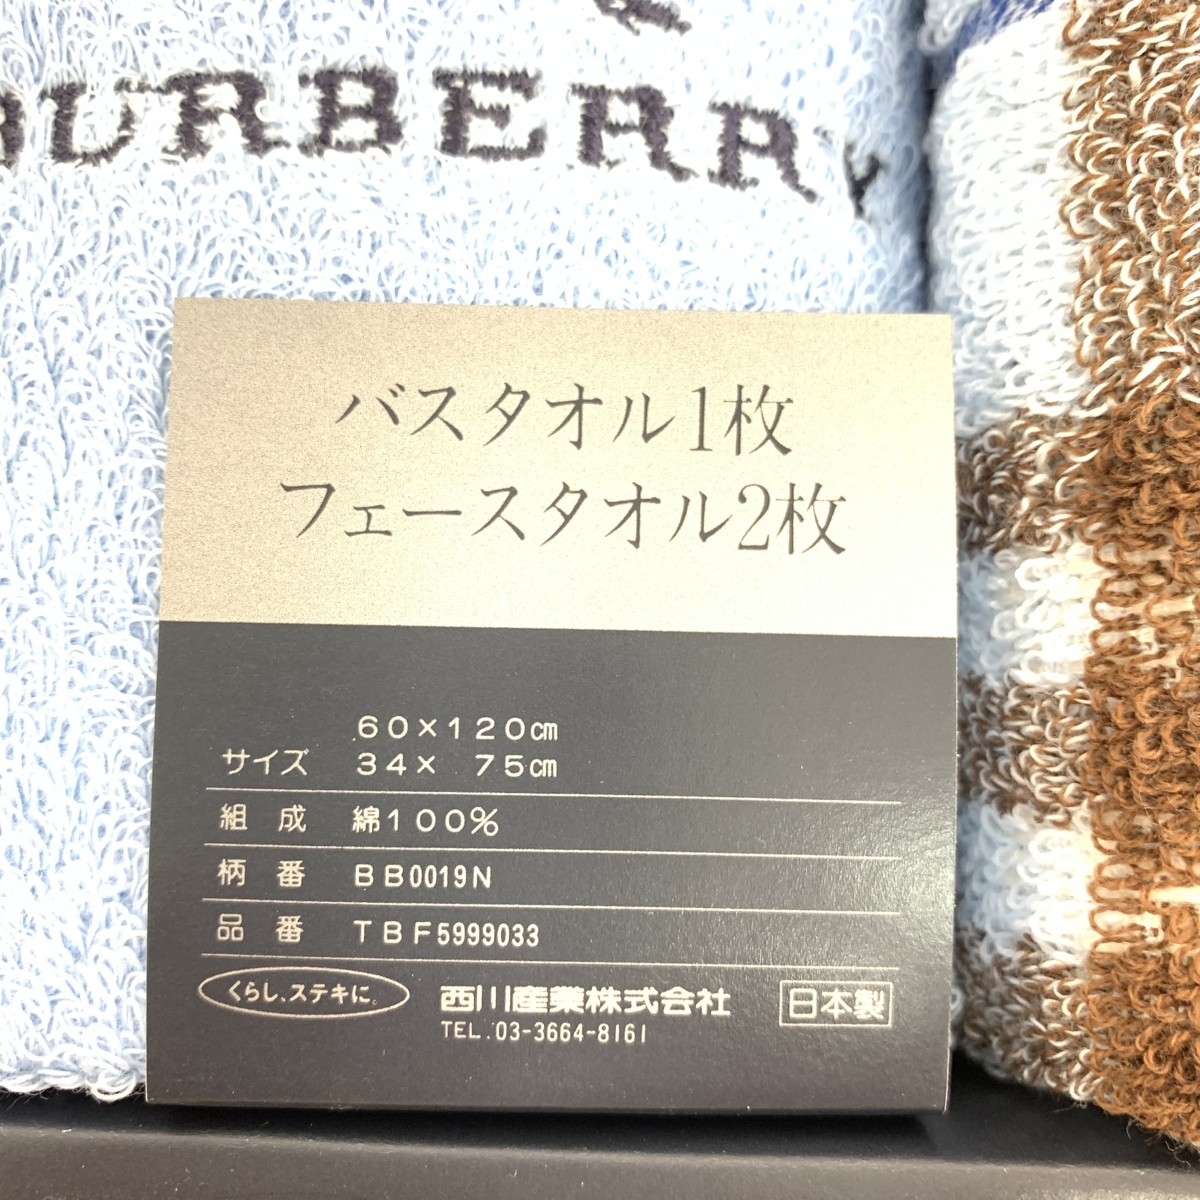 BURBERRY
バスタオル1枚
フェースタオル2枚
60×120㎝
サイズ 34× 75㎝
組 成 綿100%
柄 番 BB0019N
品 番 TBF5999033
くらし、ステキに。 西川産業株式会社 日本製
TEL.03-3664-8161